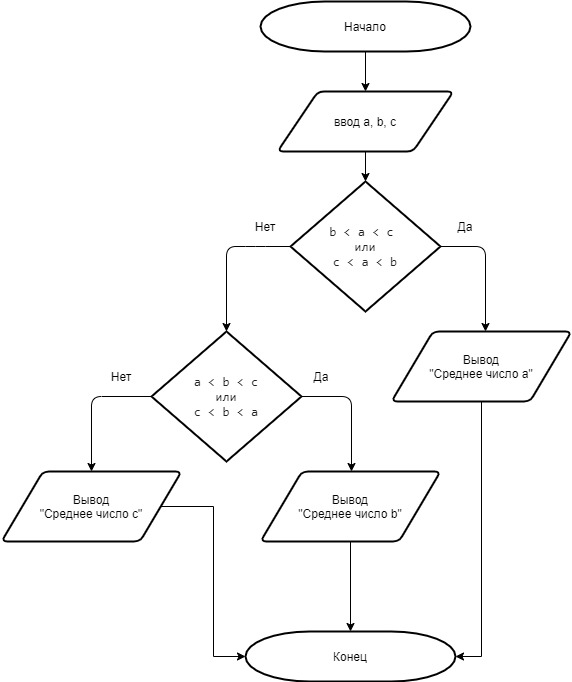 Начало
ввод a, b, c
Нет
Да
b < a < c
или
c < a < b
Нет
Да
a < b < c
или
c < b < a
Вывод
"Среднее число a"
Вывод
"Среднее число c"
Вывод
"Среднее число b"
Конец